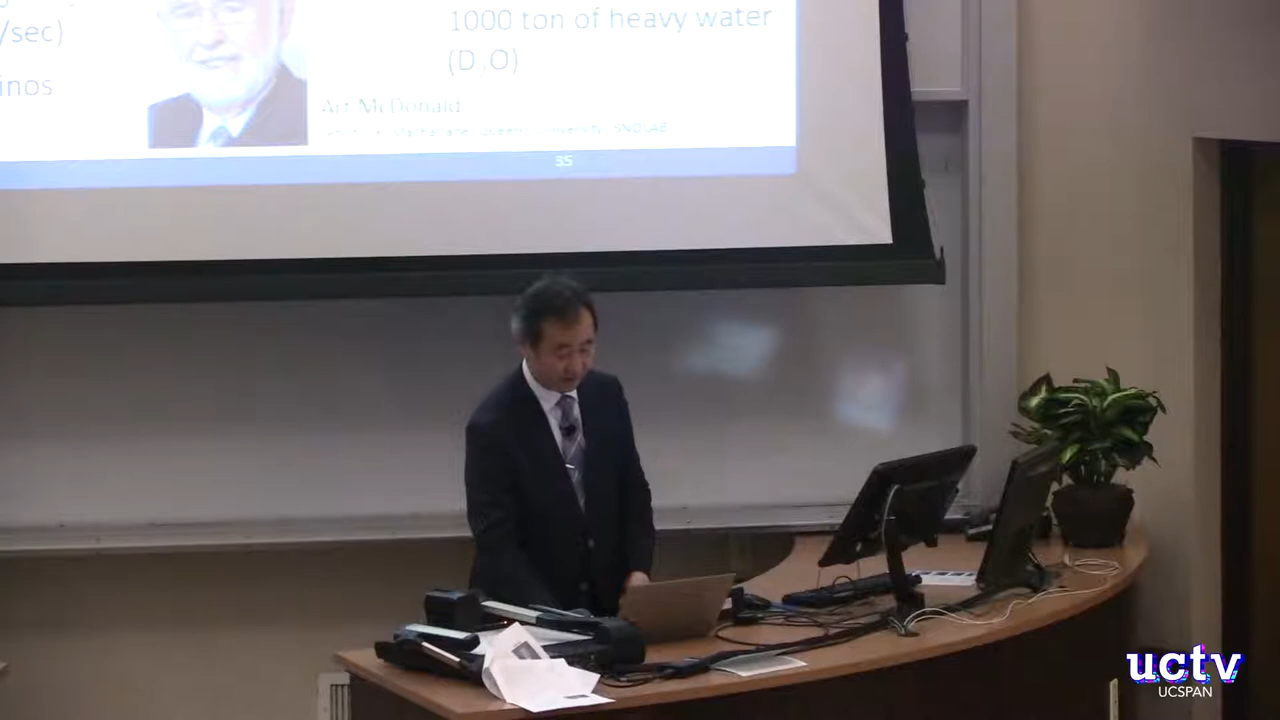 /sec)
inos
1000 ton of heavy water
(D₂O)
Art McDonald
35
uctv
UCSPAN